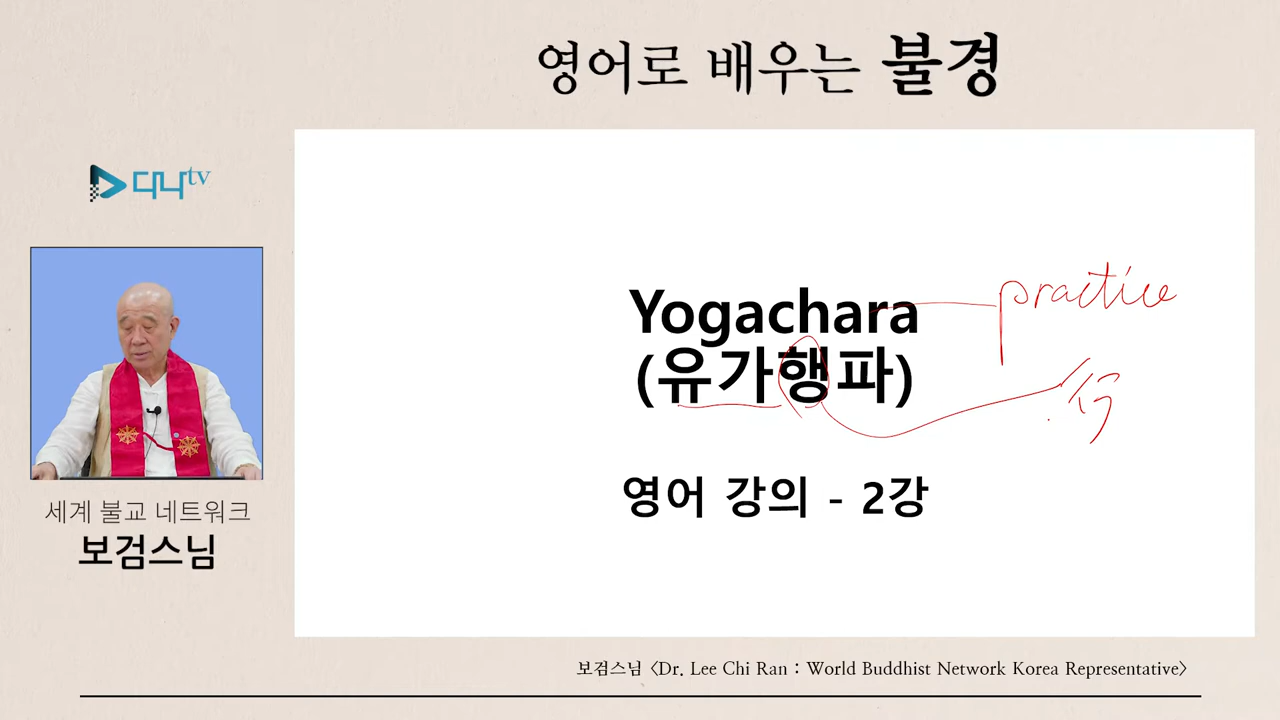 영어로 배우는 불경
다나tv
Yogachara
practice
(유가행파)
行
영어 강의 - 2강
세계 불교 네트워크
보검스님
보검스님 <Dr. Lee Chi Ran : World Buddhist Network Korea Representative>